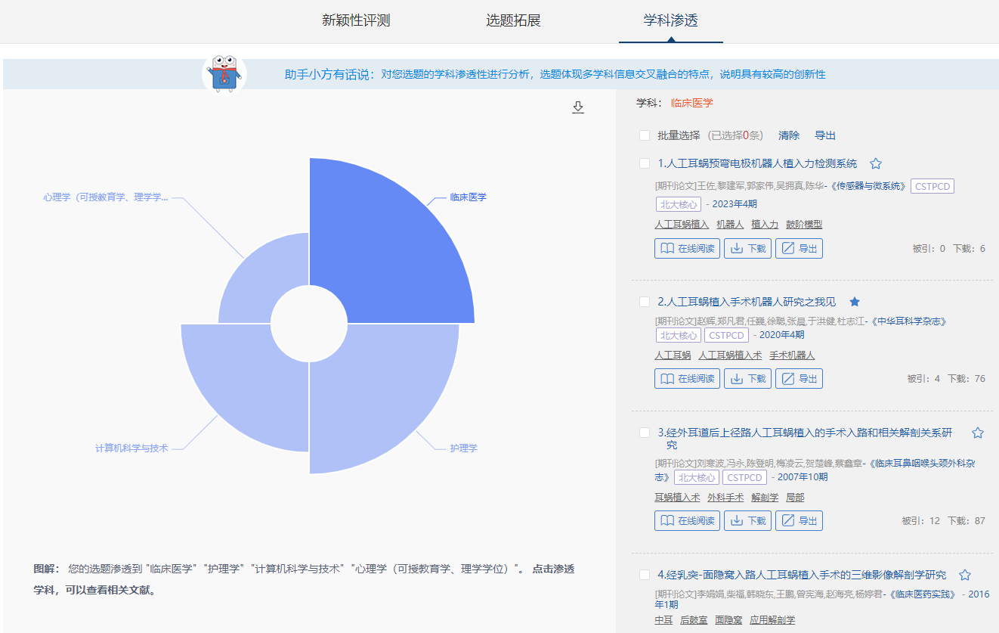 新颖性评测
选题拓展
学科渗透
助手小方有话说：对您选题的学科渗透性进行分析，选题体现多学科信息交叉融合的特点，说明具有较高的创新性
心理学（可授教育学、理学学...
临床医学
计算机科学与技术
护理学
图解： 您的选题渗透到 "临床医学" "护理学" "计算机科学与技术" "心理学（可授教育学、理学学位）"。 点击渗透
学科，可以查看相关文献。
学科： 临床医学
批量选择 (已选择0条) 清除 导出
1.人工耳蜗预弯电极机器人植入力检测系统
[期刊论文]王佐,黎建军,郭家伟,吴拥真,陈华-《传感器与微系统》 CSTPCD
北大核心 - 2023年4期
人工耳蜗植入 机器人 植入力 鼓阶模型
在线阅读 下载 导出 被引：0 下载：6
2.人工耳蜗植入手术机器人研究之我见
[期刊论文]赵辉,郑凡君,任巍,徐聪,张晨,于洪健,杜志江-《中华耳科学杂志》
北大核心 CSTPCD - 2020年4期
人工耳蜗 人工耳蜗植入术 手术机器人
在线阅读 下载 导出 被引：4 下载：76
3.经外耳道后上径路人工耳蜗植入的手术入路和相关解剖关系研
究
[期刊论文]刘寒波,冯永,陈登明,梅凌云,贺楚峰,蔡鑫章-《临床耳鼻咽喉头颈外科杂
志》 北大核心 CSTPCD - 2007年10期
耳蜗植入术 外科手术 解剖学 局部
在线阅读 下载 导出 被引：12 下载：87
4.经乳突-面隐窝入路人工耳蜗植入手术的三维影像解剖学研究
[期刊论文]李娟娟,柴福,韩晓东,王鹏,曾宪海,赵海亮,杨婷君-《临床医药实践》 - 2016
年1期
中耳 后鼓室 面隐窝 应用解剖学